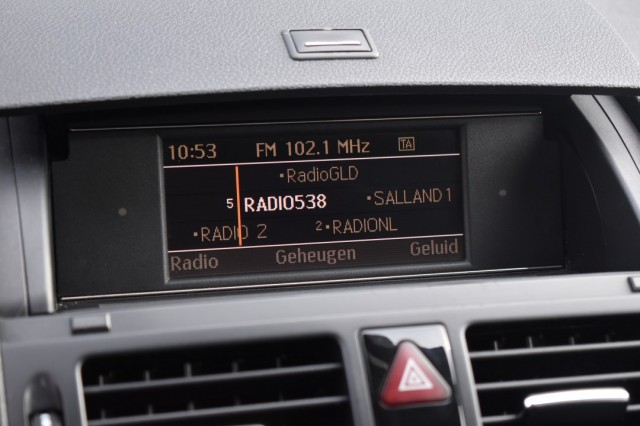 10:53 FM 102.1 MHz TA
•RadioGLD
5 RADIO538 •SALLAND 1
•RADIO 2 2•RADIONL
Radio Geheugen Geluid